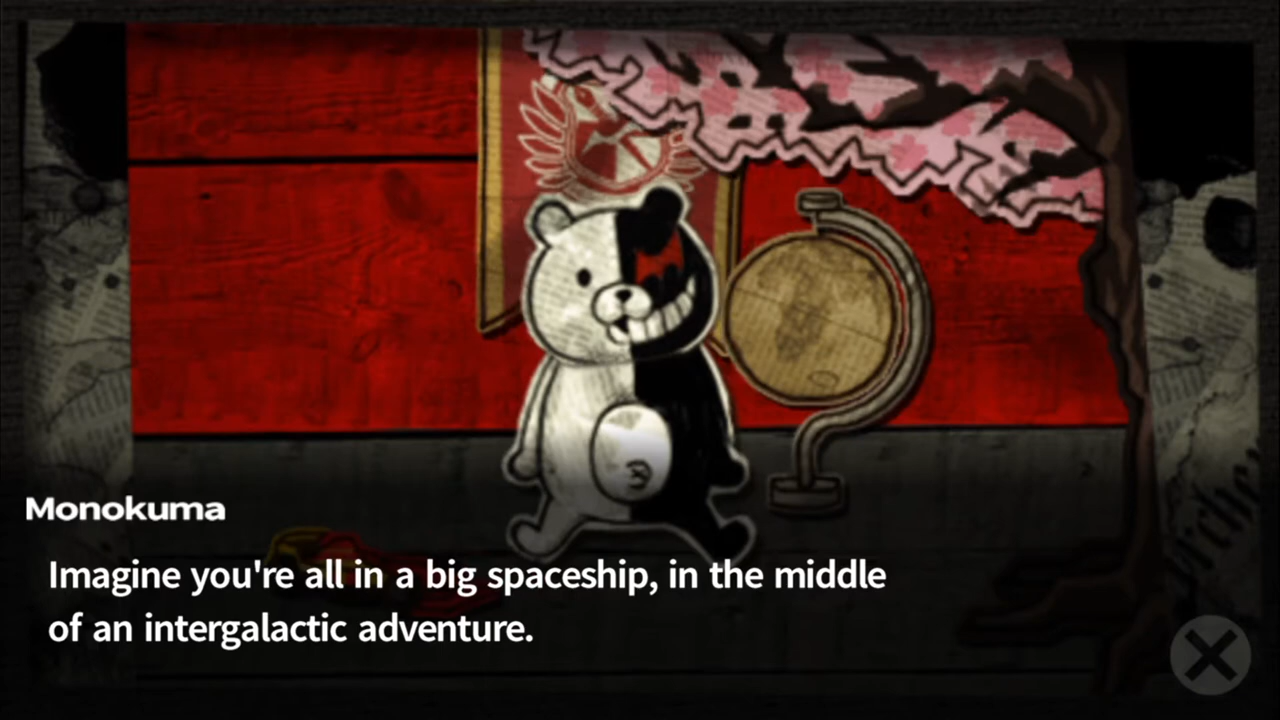 Monokuma
Imagine you're all in a big spaceship, in the middle
of an intergalactic adventure.